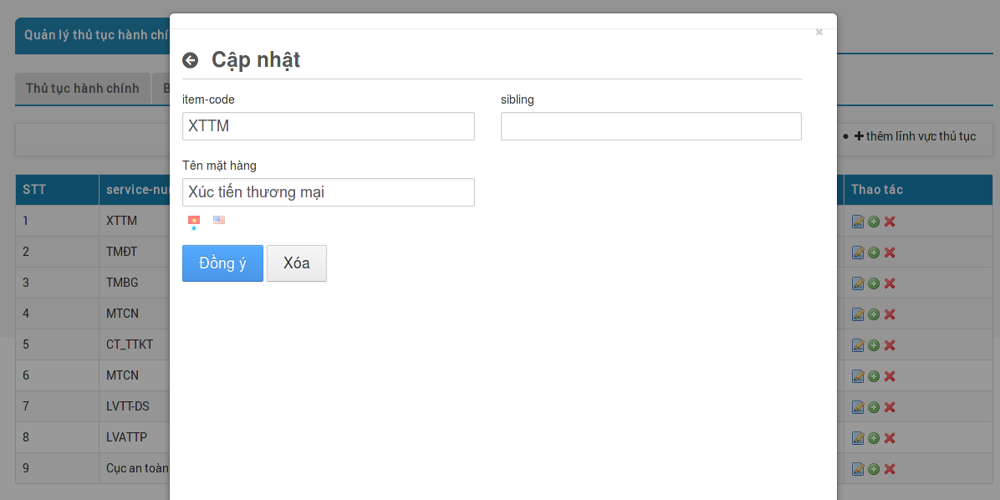 Quản lý thủ tục hành chí
×
Cập nhật
Thủ tục hành chính B
item-code sibling
XTTM
thêm lĩnh vực thủ tục
Tên mặt hàng
Xúc tiến thương mại
STT service-nu Thao tác
1 XTTM
2 TMĐT
3 TMBG
4 MTCN
5 CT_TTKT
6 MTCN
7 LVTT-DS
8 LVATTP
9 Cục an toàn
Đồng ý Xóa